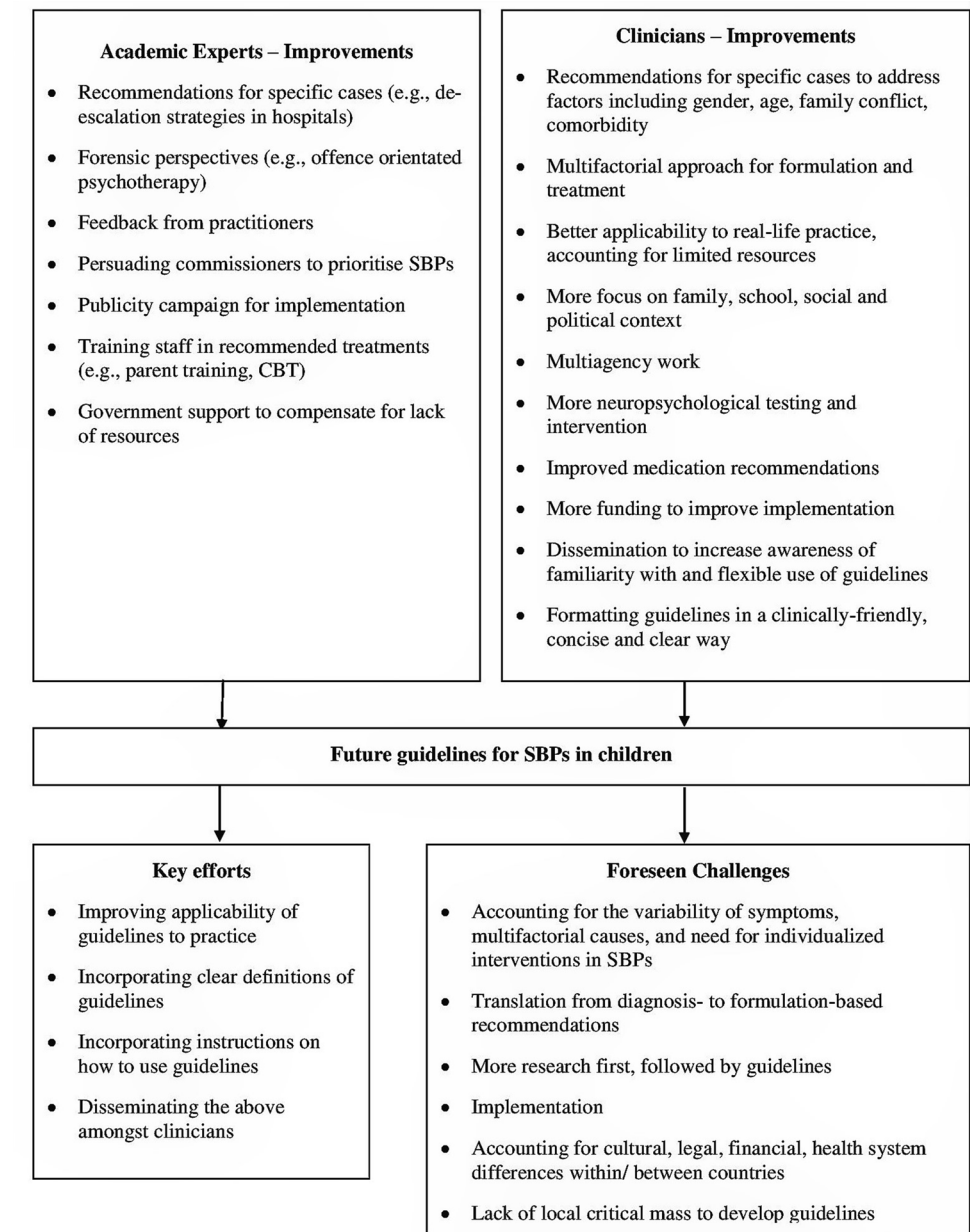 Academic Experts – Improvements
• Recommendations for specific cases (e.g., de-
escalation strategies in hospitals)
• Forensic perspectives (e.g., offence orientated
psychotherapy)
• Feedback from practitioners
• Persuading commissioners to prioritise SBPs
• Publicity campaign for implementation
• Training staff in recommended treatments
(e.g., parent training, CBT)
• Government support to compensate for lack
of resources
Clinicians – Improvements
• Recommendations for specific cases to address
factors including gender, age, family conflict,
comorbidity
• Multifactorial approach for formulation and
treatment
• Better applicability to real-life practice,
accounting for limited resources
• More focus on family, school, social and
political context
• Multiagency work
• More neuropsychological testing and
intervention
• Improved medication recommendations
• More funding to improve implementation
• Dissemination to increase awareness of
familiarity with and flexible use of guidelines
• Formatting guidelines in a clinically-friendly,
concise and clear way
Future guidelines for SBPs in children
Key efforts
• Improving applicability of
guidelines to practice
• Incorporating clear definitions of
guidelines
• Incorporating instructions on
how to use guidelines
• Disseminating the above
amongst clinicians
Foreseen Challenges
• Accounting for the variability of symptoms,
multifactorial causes, and need for individualized
interventions in SBPs
• Translation from diagnosis- to formulation-based
recommendations
• More research first, followed by guidelines
• Implementation
• Accounting for cultural, legal, financial, health system
differences within/ between countries
• Lack of local critical mass to develop guidelines